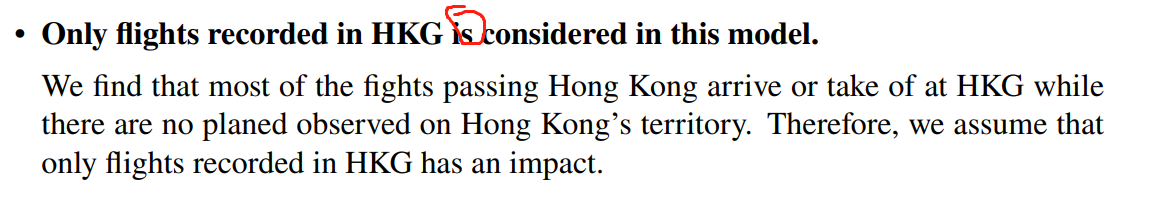 • Only flights recorded in HKG is considered in this model.
We find that most of the fights passing Hong Kong arrive or take of at HKG while
there are no planed observed on Hong Kong's territory. Therefore, we assume that
only flights recorded in HKG has an impact.